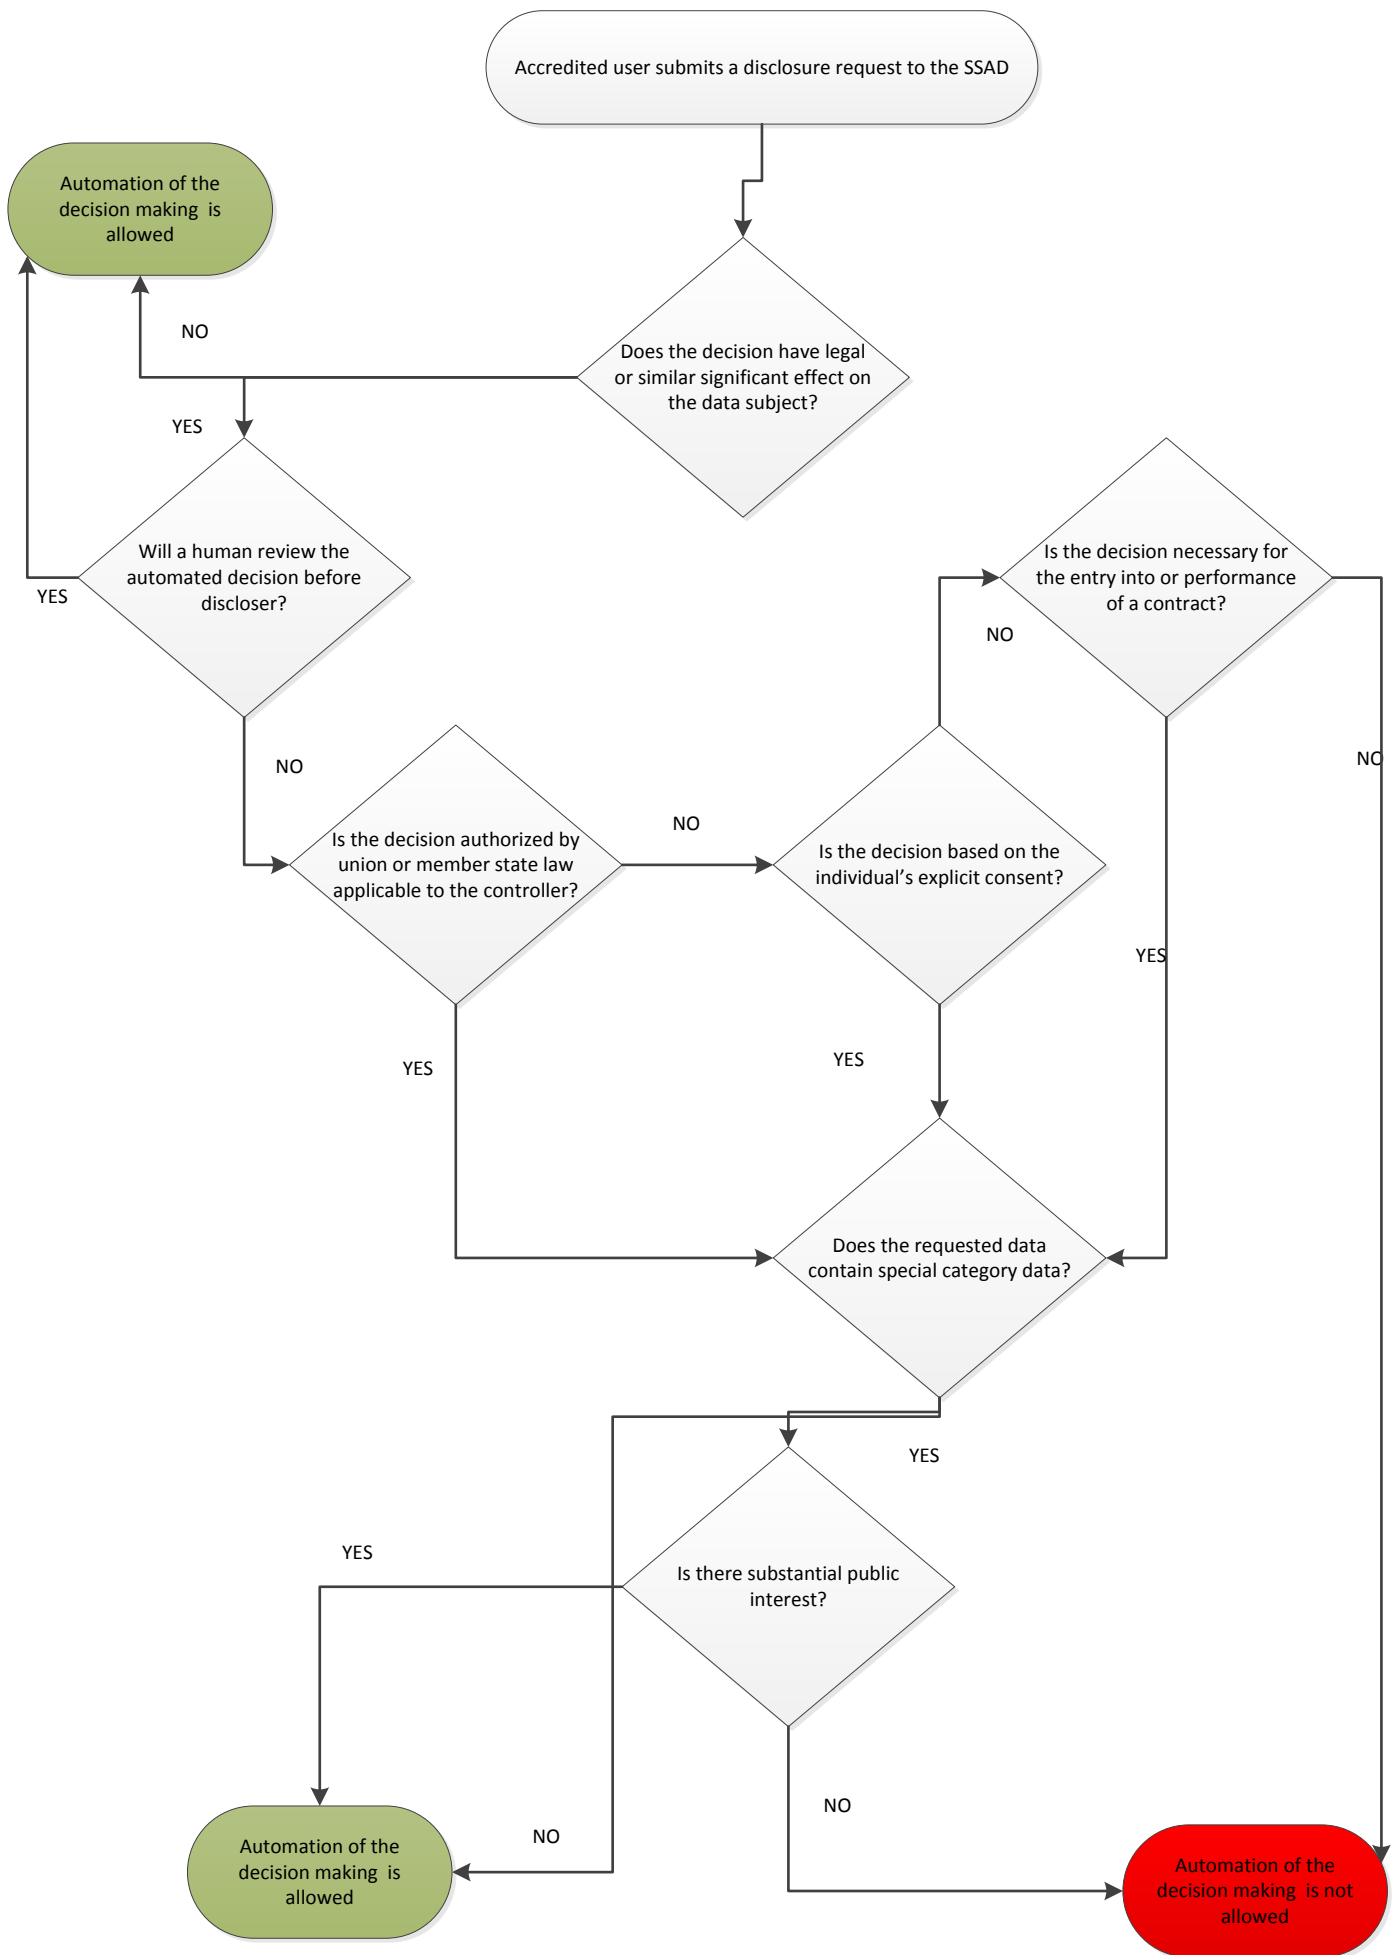 Accredited user submits a disclosure request to the SSAD
Automation of the
decision making  is
allowed
NO
Does the decision have legal
or similar significant effect on
the data subject?
YES
Will a human review the
automated decision before
discloser?
YES
Is the decision necessary for
the entry into or performance
of a contract?
NO
NO
NO
Is the decision authorized by
union or member state law
applicable to the controller?
NO
Is the decision based on the
individual’s explicit consent?
YES
YES
YES
Does the requested data
contain special category data?
YES
YES
Is there substantial public
interest?
NO
NO
Automation of the
decision making  is
allowed
Automation of the
decision making  is not
allowed